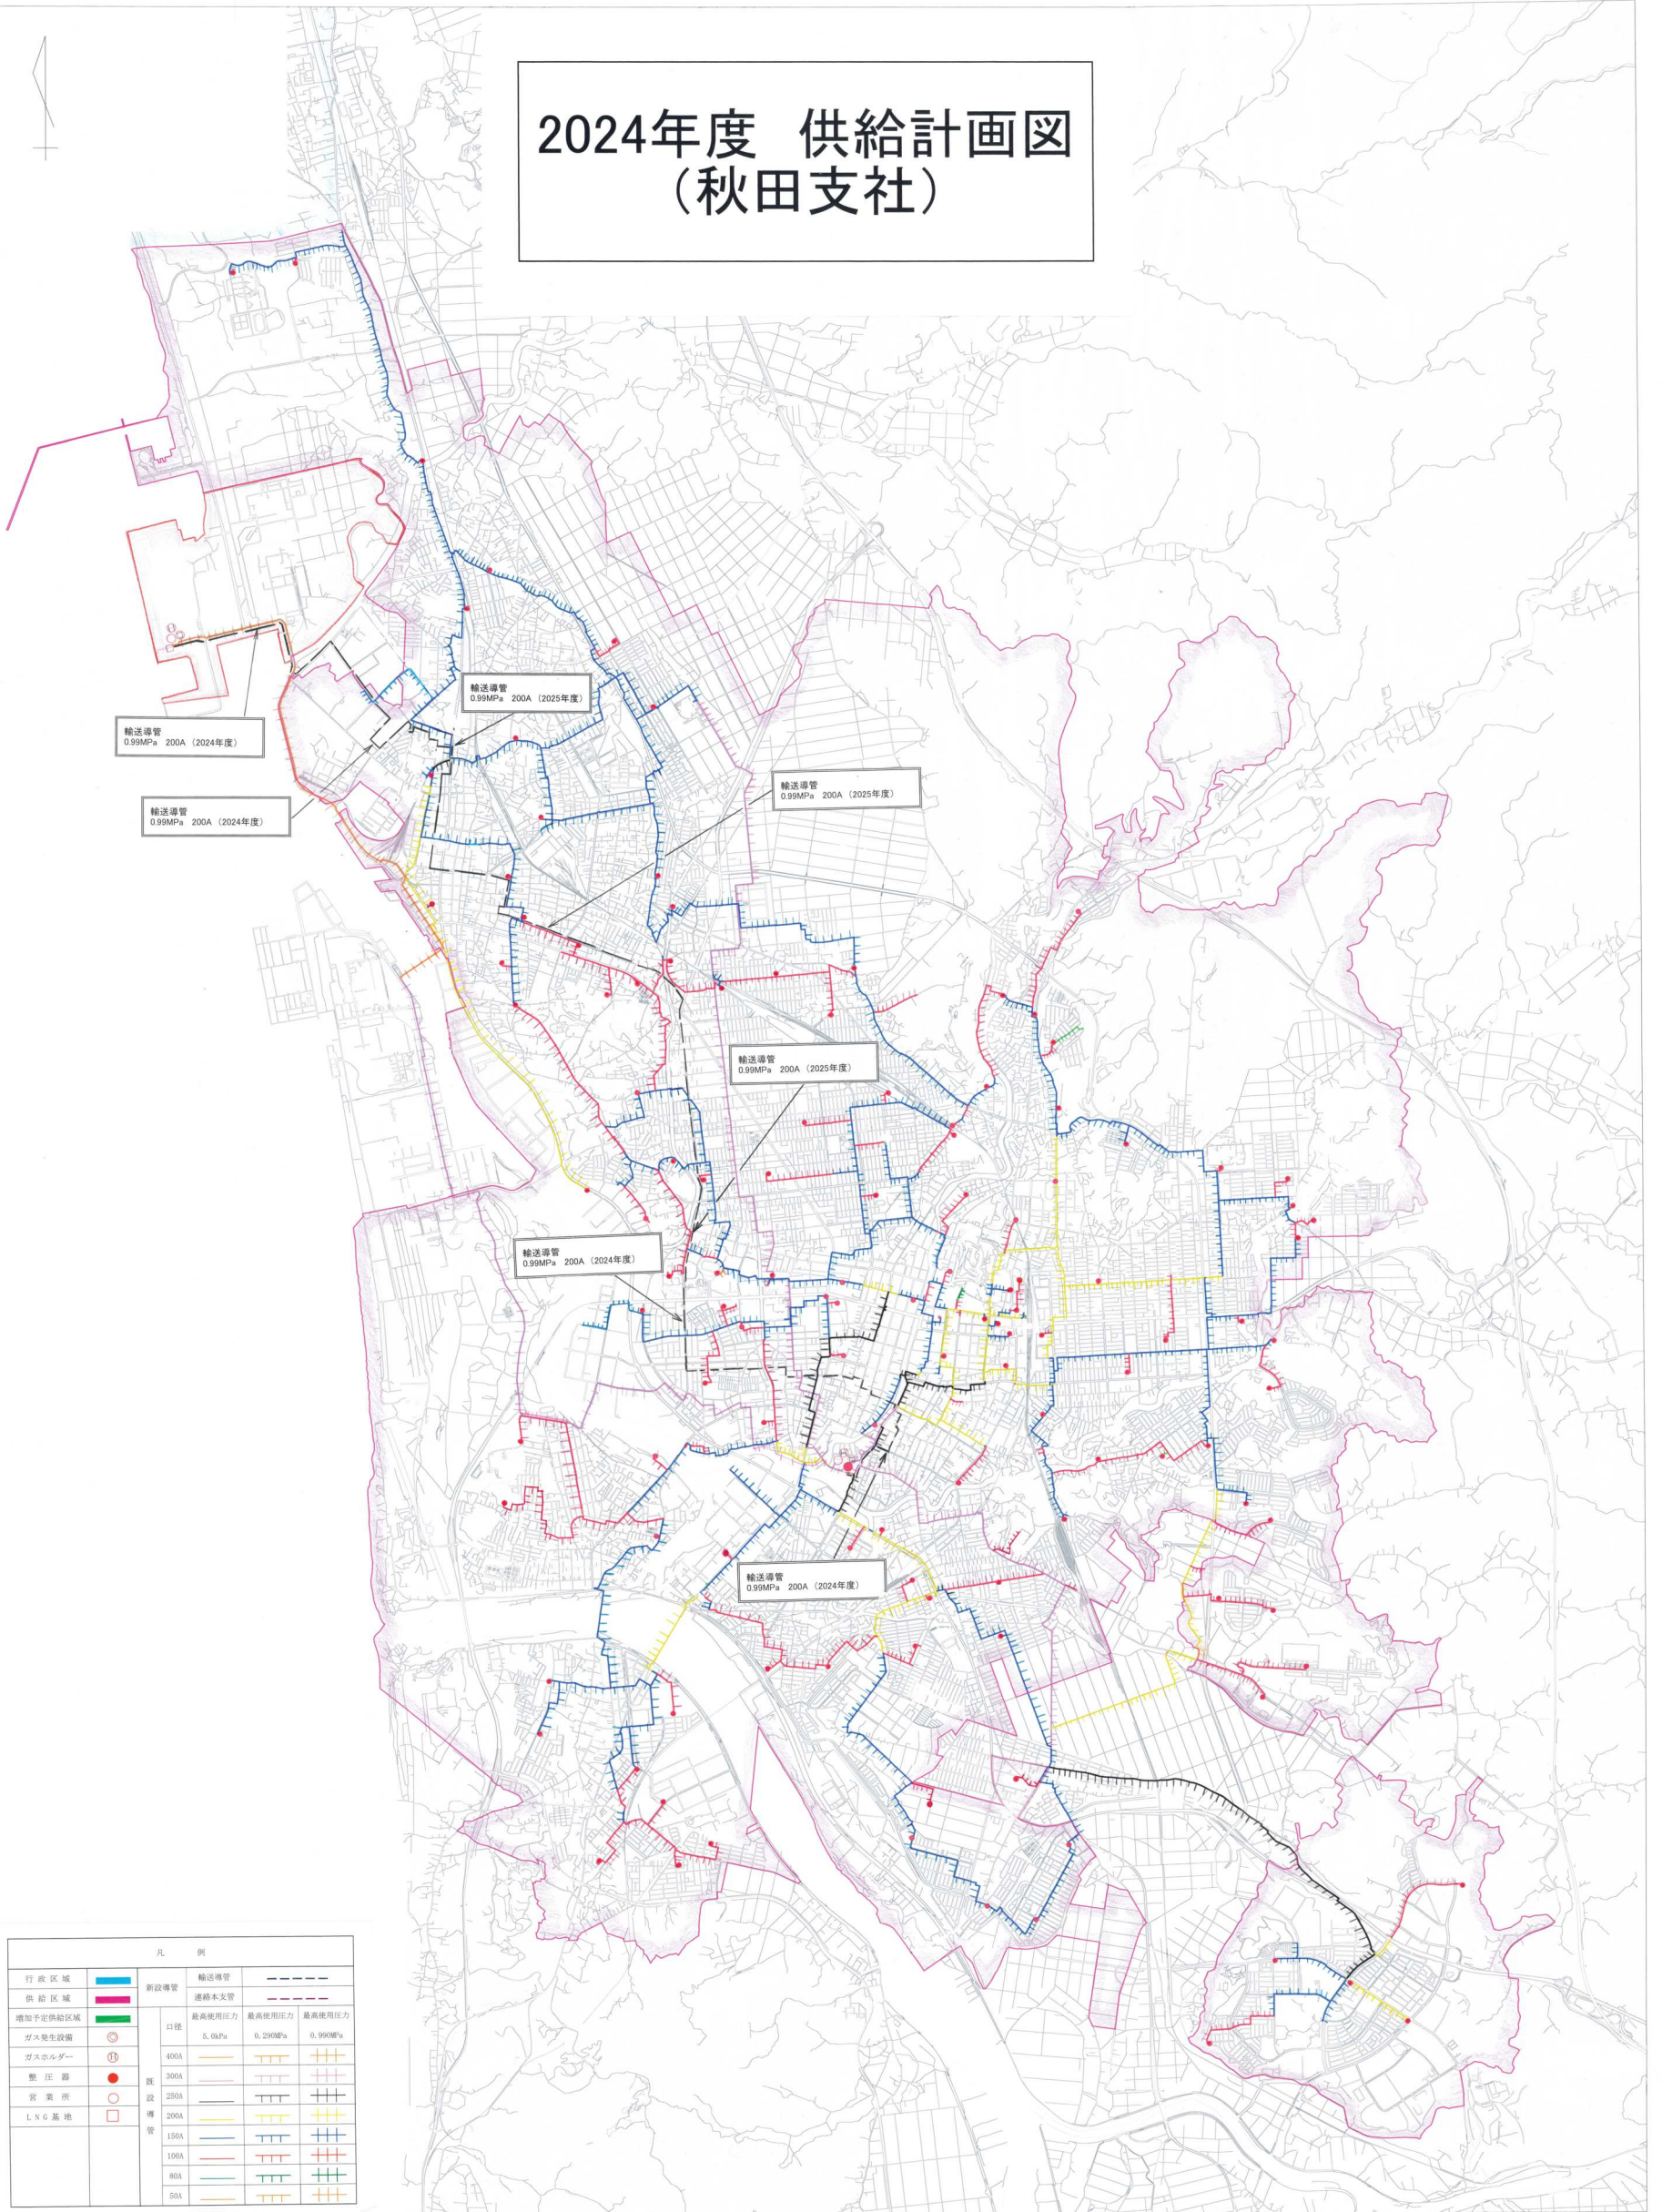 2024年度 供給計画図
（秋田支社）
輸送導管
0.99MPa 200A （2025年度）
輸送導管
0.99MPa 200A （2024年度）
輸送導管
0.99MPa 200A （2025年度）
輸送導管
0.99MPa 200A （2024年度）
輸送導管
0.99MPa 200A （2025年度）
輸送導管
0.99MPa 200A （2024年度）
輸送導管
0.99MPa 200A （2024年度）
凡 例
行政区域
供給区域
増加予定供給区域
ガス発生設備
ガスホルダー
整圧器
営業所
LNG基地
新設導管
輸送導管
連絡本支管
既設導管
口径
最高使用圧力 最高使用圧力 最高使用圧力
5.0kPa 0.290MPa 0.990MPa
400A
300A
250A
200A
150A
100A
80A
50A